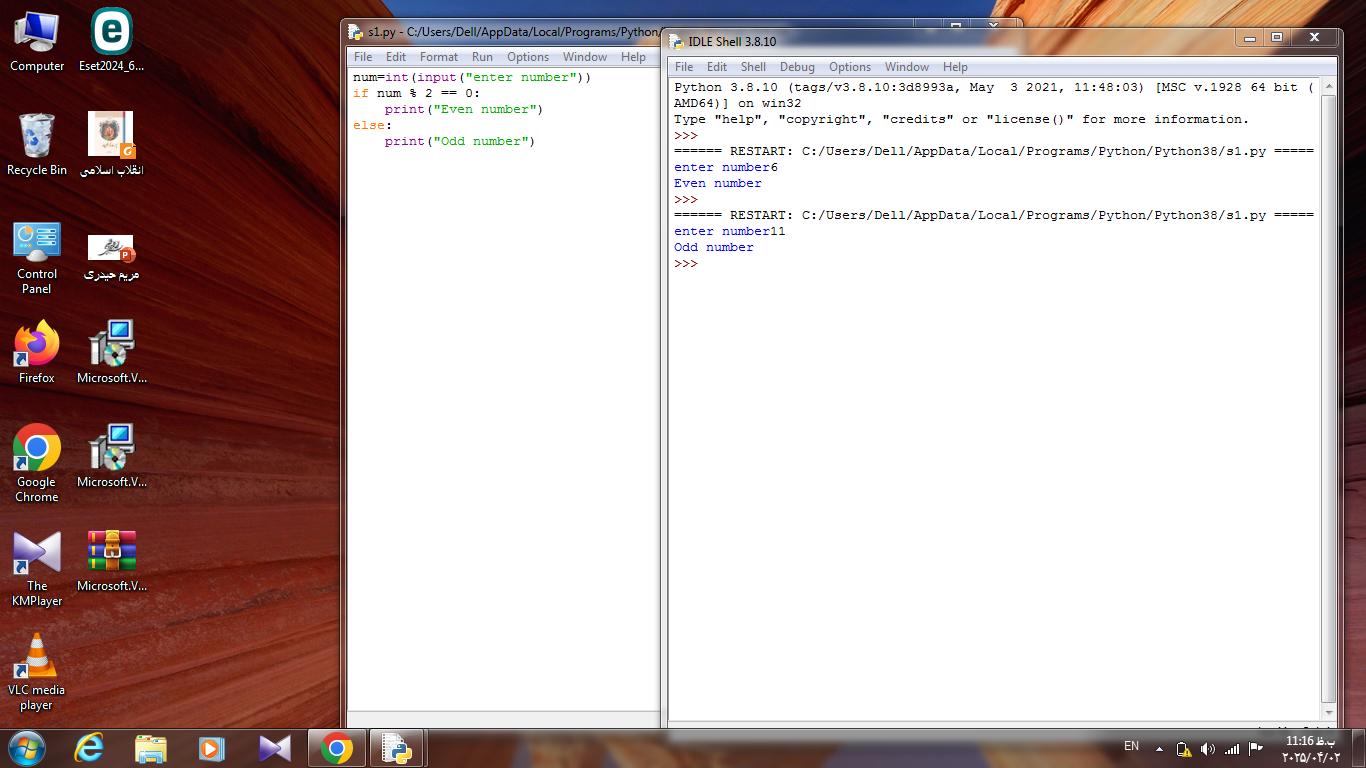 Computer
Eset2024_6...
Recycle Bin
انقلاب اسلامی
Control
Panel
مریم حیدری
Firefox
Microsoft.V...
Google
Chrome
Microsoft.V...
The
KMPlayer
Microsoft.V...
VLC media
player
s1.py - C:/Users/Dell/AppData/Local/Programs/Python/
File Edit Format Run Options Window Help
num=int(input("enter number"))
if num % 2 == 0:
    print("Even number")
else:
    print("Odd number")
IDLE Shell 3.8.10
File Edit Shell Debug Options Window Help
Python 3.8.10 (tags/v3.8.10:3d8993a, May  3 2021, 11:48:03) [MSC v.1928 64 bit (
AMD64)] on win32
Type "help", "copyright", "credits" or "license()" for more information.
>>>
====== RESTART: C:/Users/Dell/AppData/Local/Programs/Python/Python38/s1.py =====
enter number6
Even number
>>>
====== RESTART: C:/Users/Dell/AppData/Local/Programs/Python/Python38/s1.py =====
enter number11
Odd number
>>>
EN
11:16 ب.ظ
۲۰۲۵/۰۴/۰۲